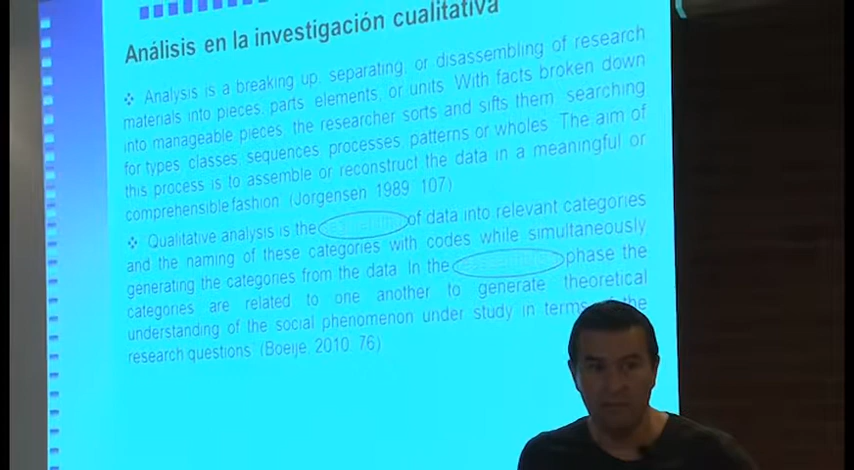 Análisis en la investigación cualitativa
Analysis is a breaking up, separating, or disassembling of research
materials into pieces, parts, elements, or units. With facts broken down
into manageable pieces, the researcher sorts and sifts them, searching
for types, classes, sequences, processes, patterns or wholes. The aim of
this process is to assemble or reconstruct the data in a meaningful or
comprehensible fashion (Jorgensen, 1989: 107)
Qualitative analysis is the of data into relevant categories
and the naming of these categories with codes while simultaneously
generating the categories from the data. In the phase the
categories are related to one another to generate theoretical
understanding of the social phenomenon under study in terms the
research questions" (Boeije, 2010: 76)